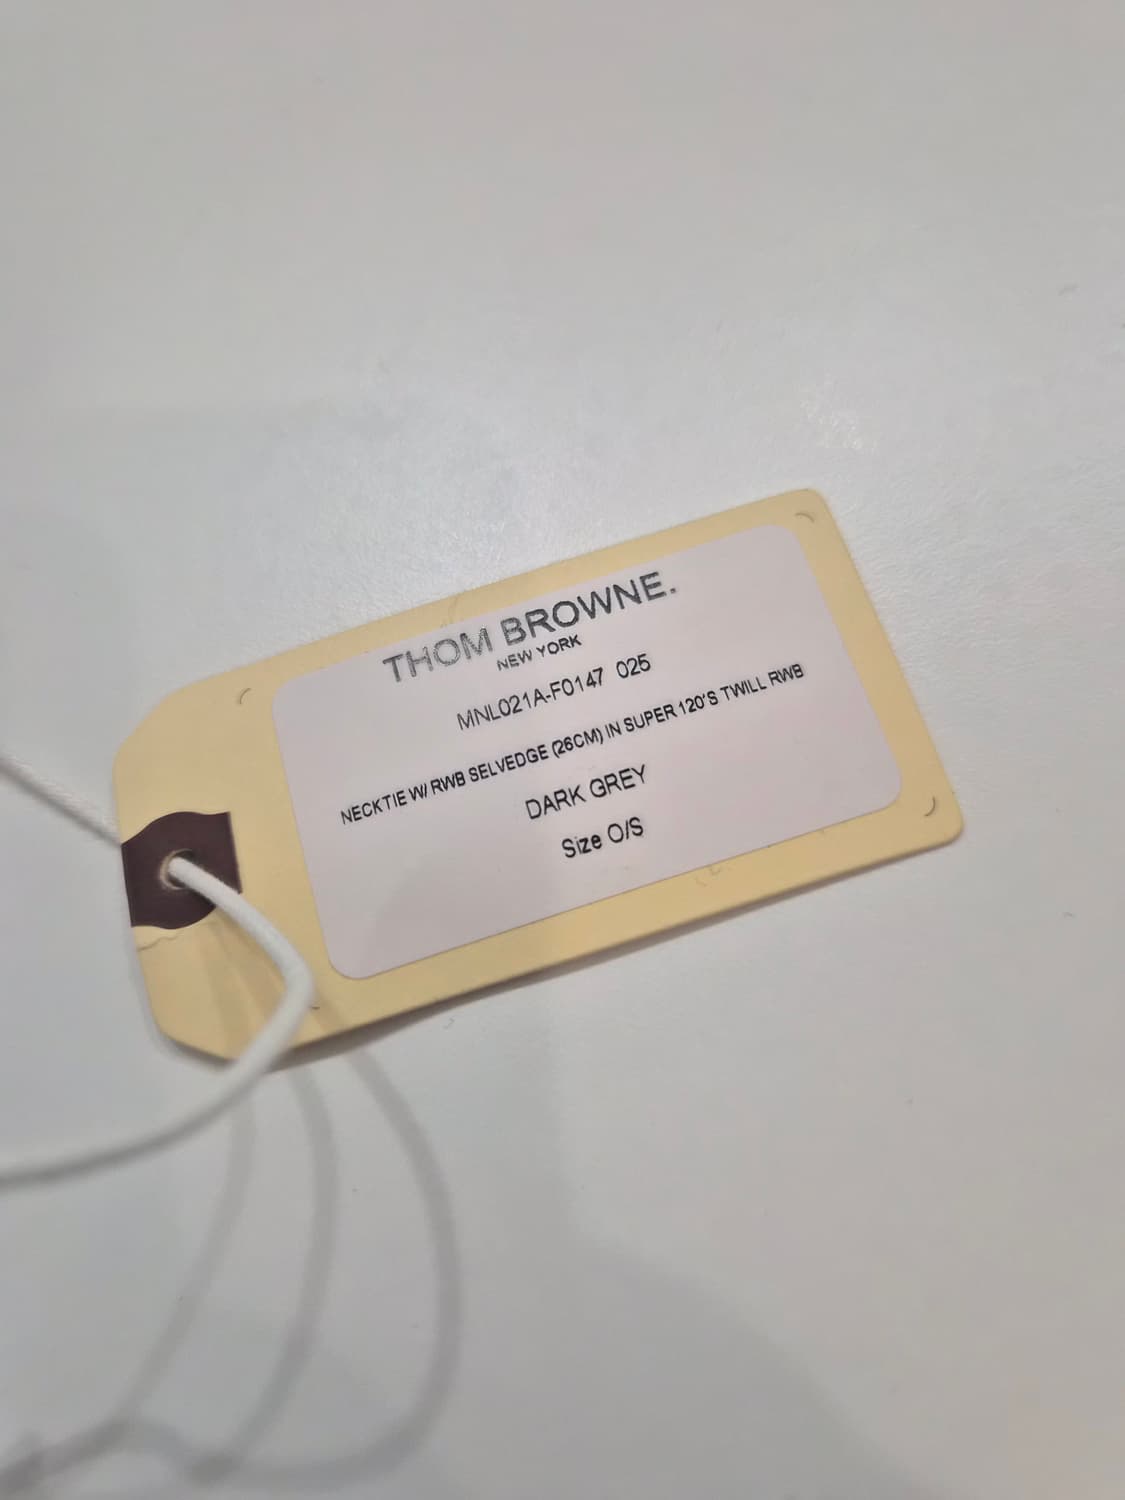 THOM BROWNE.
NEW YORK
MNL021A-F0147 025
NECKTIE W/ RWB SELVEDGE (26CM) IN SUPER 120'S TWILL RWB
DARK GREY
Size O/S